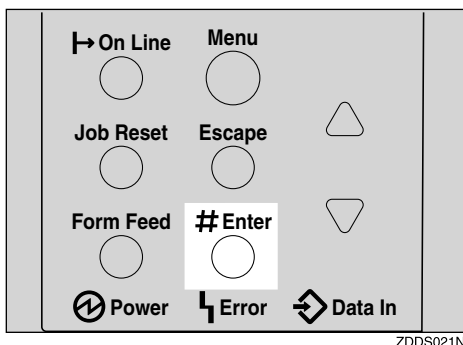 On Line Menu
Job Reset Escape
Form Feed # Enter
Power Error Data In
ZDDS021N